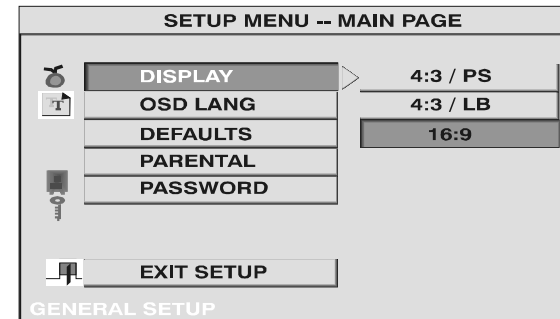 SETUP MENU -- MAIN PAGE
DISPLAY
4:3 / PS
OSD LANG
4:3 / LB
DEFAULTS
16:9
PARENTAL
PASSWORD
EXIT SETUP
GENERAL SETUP